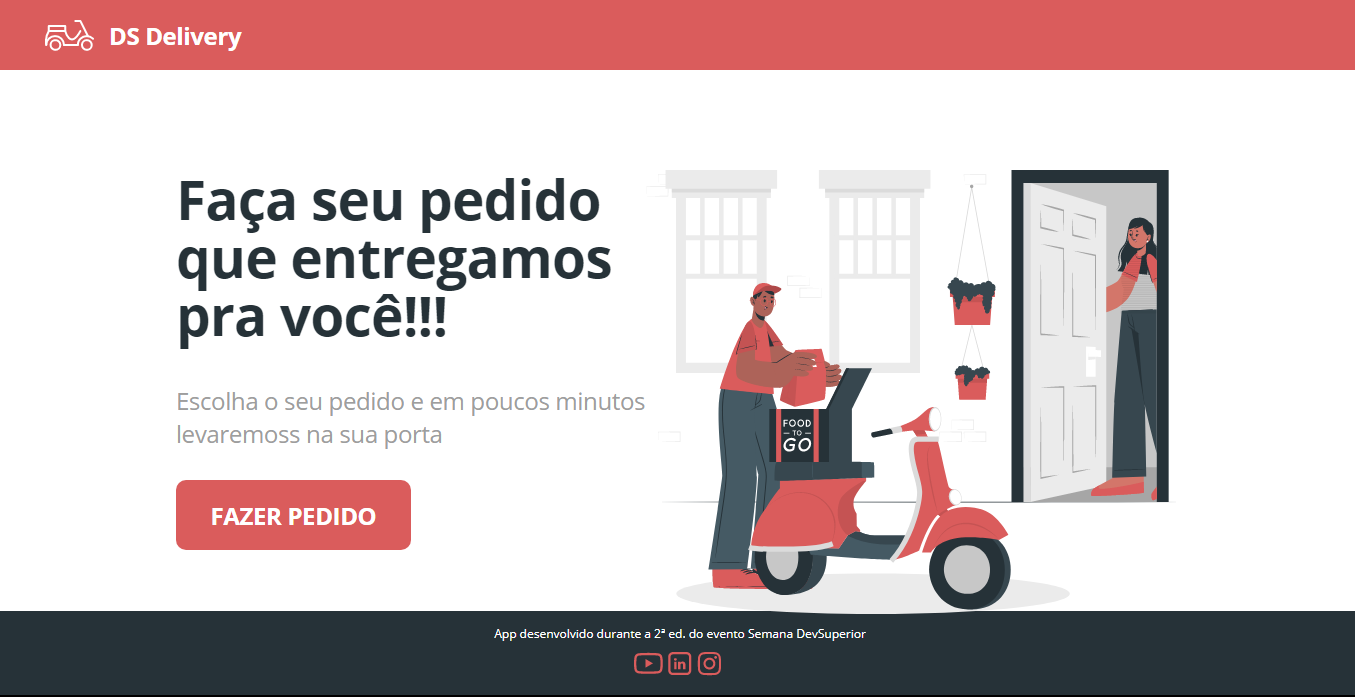 DS Delivery
Faça seu pedido
que entregamos
pra você!!!
Escolha o seu pedido e em poucos minutos
levaremoss na sua porta
FOOD
TO
GO
FAZER PEDIDO
App desenvolvido durante a 2ª ed. do evento Semana DevSuperior
in